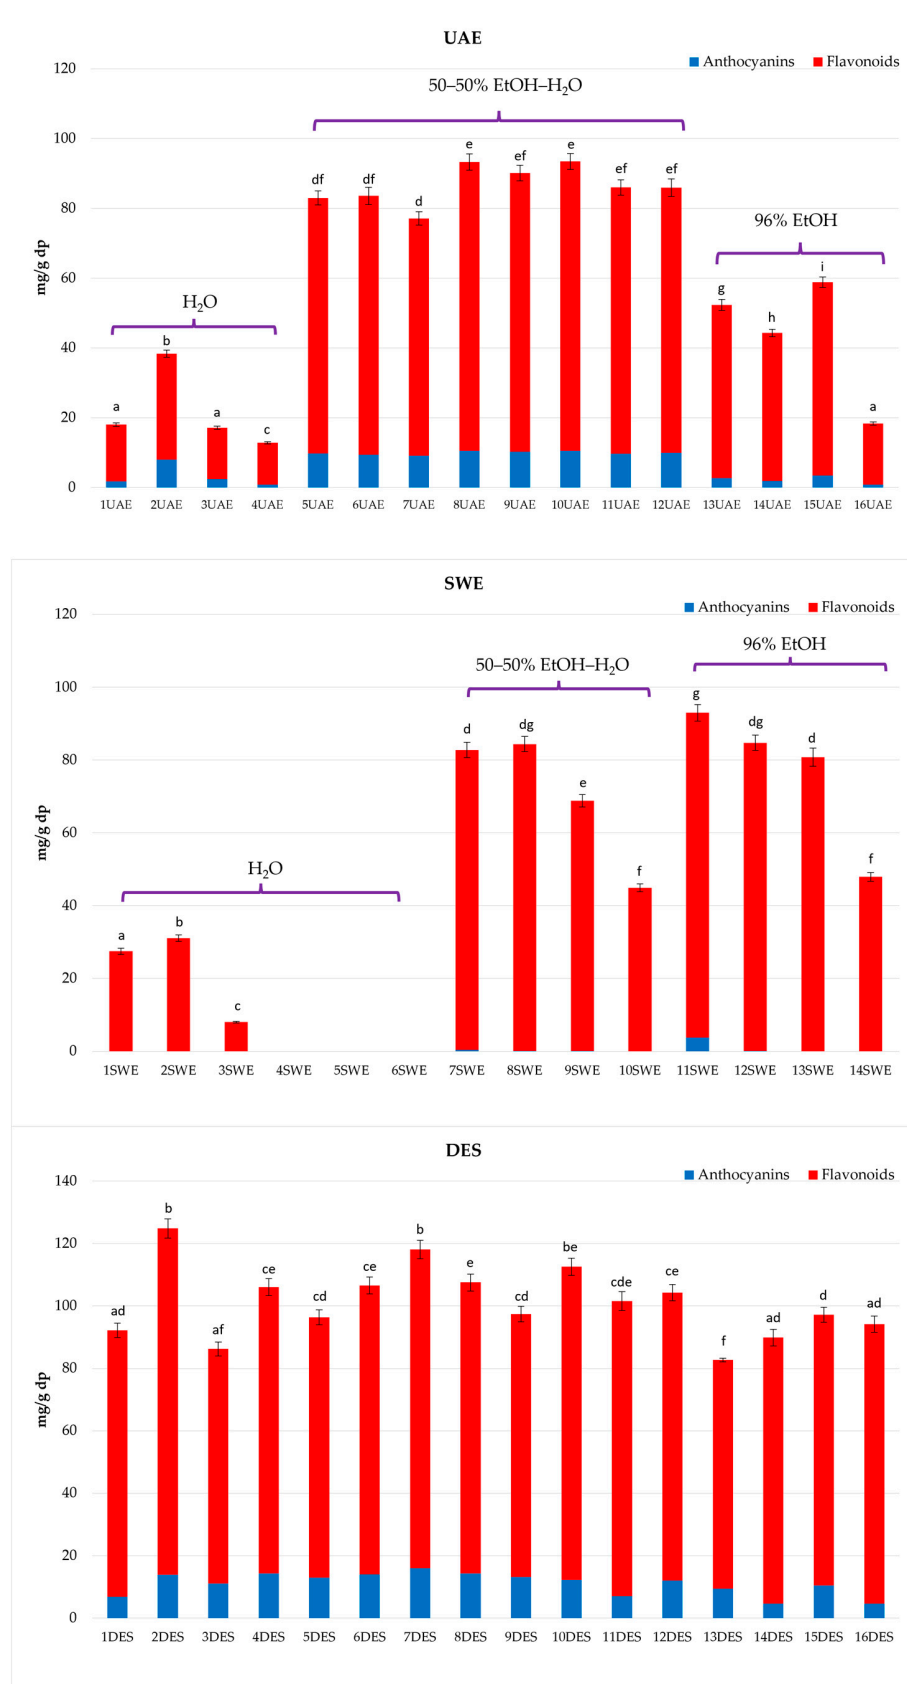 UAE
Anthocyanins Flavonoids
120
50–50% EtOH–H₂O
100
e e
ef ef ef
df df
d
80
96% EtOH
mg/g dp
60
i
g
H₂O
h
40
b
a a c a
20
0
1UAE 2UAE 3UAE 4UAE 5UAE 6UAE 7UAE 8UAE 9UAE 10UAE 11UAE 12UAE 13UAE 14UAE 15UAE 16UAE
SWE
Anthocyanins Flavonoids
120
96% EtOH
50–50% EtOH–H₂O
100
g
d dg dg d
80
e
mg/g dp
60
H₂O
f f
40
a b
20
c
0
1SWE 2SWE 3SWE 4SWE 5SWE 6SWE 7SWE 8SWE 9SWE 10SWE 11SWE 12SWE 13SWE 14SWE
DES
Anthocyanins Flavonoids
140
b
120
ad af ce cd ce b e cd be cde ce f ad d ad
100
80
mg/g dp
60
40
20
0
1DES 2DES 3DES 4DES 5DES 6DES 7DES 8DES 9DES 10DES 11DES 12DES 13DES 14DES 15DES 16DES